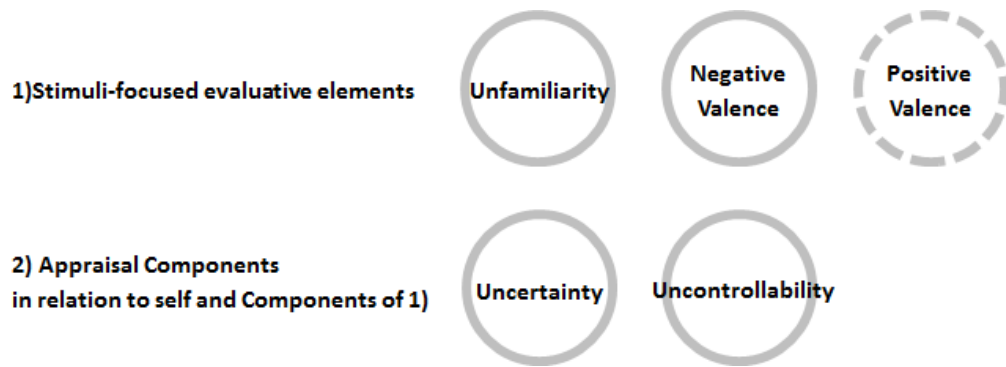 1)Stimuli-focused evaluative elements
Unfamiliarity
Negative
Valence
Positive
Valence
2) Appraisal Components
in relation to self and Components of 1)
Uncertainty
Uncontrollability